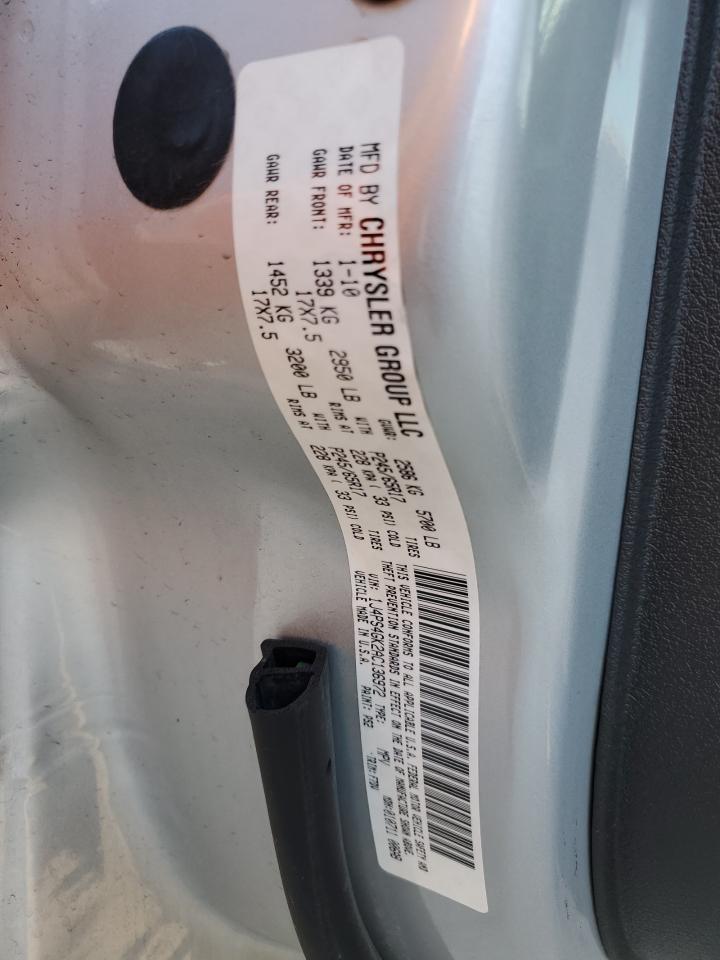 MFD BY CHRYSLER GROUP LLC
DATE OF MFR: 1-10 GVWR: 2586 KG 5700 LB
GAWR FRONT: 1339 KG 2950 LB WITH P245/65R17 TIRES
17X7.5 RIMS AT 228 KPA ( 33 PSI) COLD
GAWR REAR: 1452 KG 3200 LB WITH P245/65R17 TIRES
17X7.5 RIMS AT 228 KPA ( 33 PSI) COLD
THIS VEHICLE CONFORMS TO ALL APPLICABLE U.S.A. FEDERAL MOTOR VEHICLE SAFETY AND
THEFT PREVENTION STANDARDS IN EFFECT ON THE DATE OF MANUFACTURE SHOWN ABOVE.
VIN: 1J4PS4GK2AC136972 TYPE: MPV
VEHICLE MADE IN U.S.A. PAINT: PS2